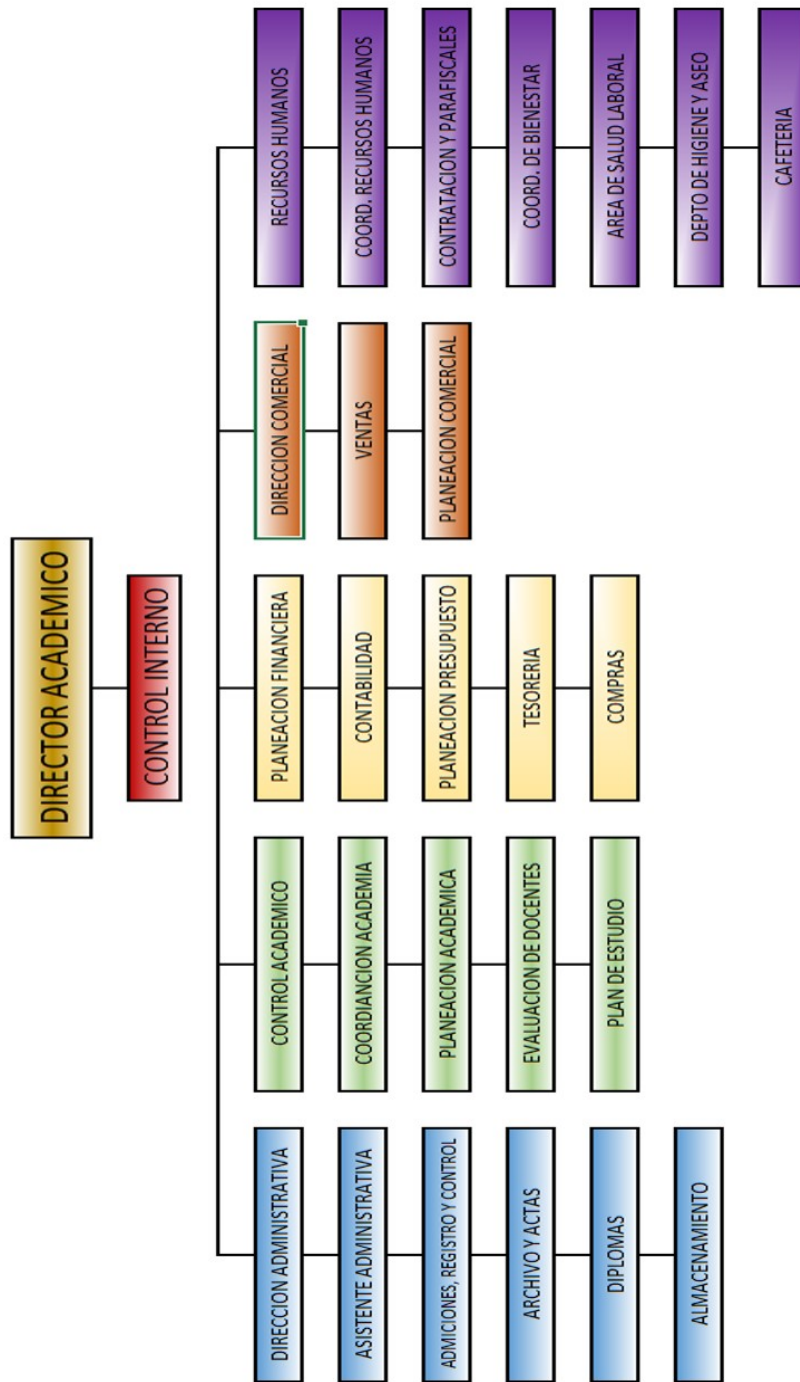 DIRECTOR ACADEMICO
CONTROL INTERNO
DIRECCION ADMINISTRATIVA
ASISTENTE ADMINISTRATIVA
ADMICIONES, REGISTRO Y CONTROL
ARCHIVO Y ACTAS
DIPLOMAS
ALMACENAMIENTO
CONTROL ACADEMICO
COORDIANCION ACADEMIA
PLANEACION ACADEMICA
EVALUACION DE DOCENTES
PLAN DE ESTUDIO
PLANEACION FINANCIERA
CONTABILIDAD
PLANEACION PRESUPUESTO
TESORERIA
COMPRAS
DIRECCION COMERCIAL
VENTAS
PLANEACION COMERCIAL
RECURSOS HUMANOS
COORD. RECURSOS HUMANOS
CONTRATACION Y PARAFISCALES
COORD. DE BIENESTAR
AREA DE SALUD LABORAL
DEPTO DE HIGIENE Y ASEO
CAFETERIA